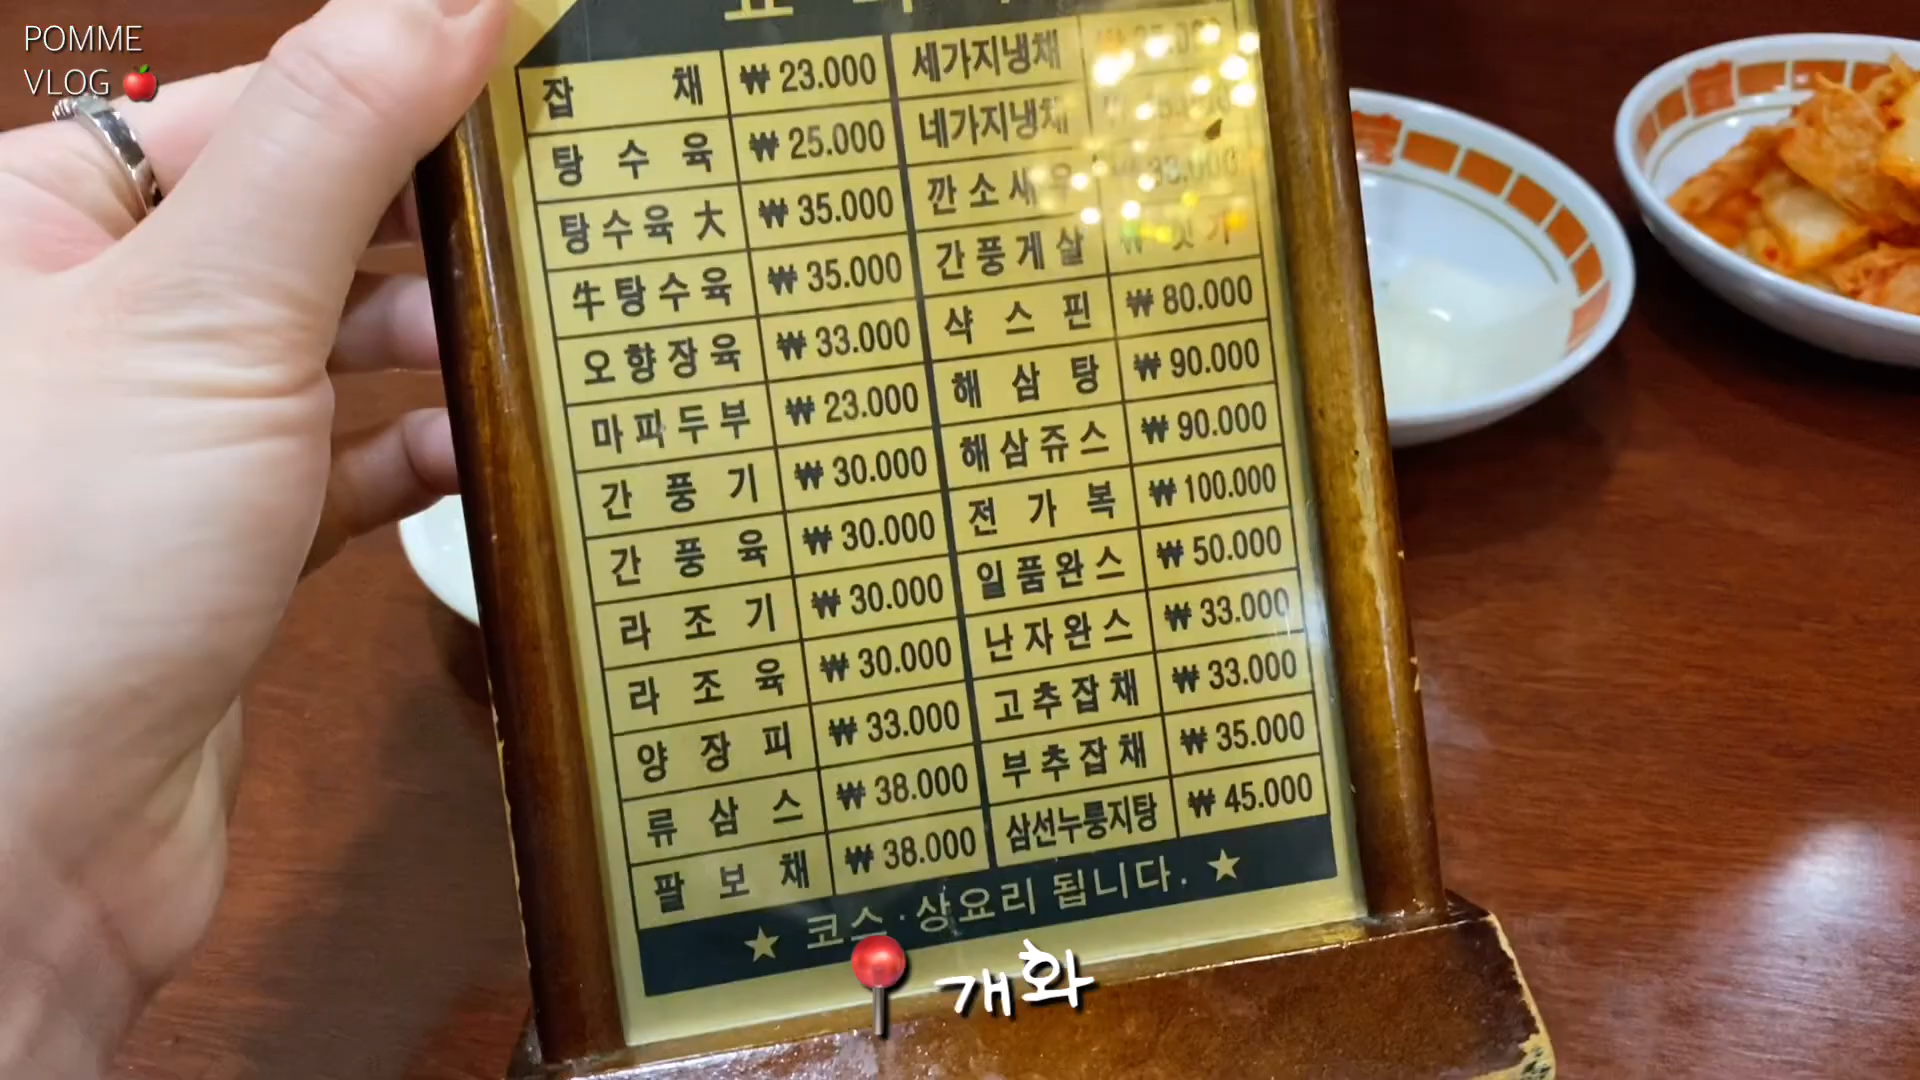 POMME
VLOG
잡채 ₩ 23.000
탕수육 ₩ 25.000
탕수육 大 ₩ 35.000
牛탕수육 ₩ 35.000
오향장육 ₩ 33.000
마파두부 ₩ 23.000
간풍기 ₩ 30.000
간풍육 ₩ 30.000
라조기 ₩ 30.000
라조육 ₩ 30.000
양장피 ₩ 33.000
류삼스 ₩ 38.000
팔보채 ₩ 38.000
세가지냉채
네가지냉채
깐소새우 ₩ 33.000
간풍게살 ₩ 싯가
샥스핀 ₩ 80.000
해삼탕 ₩ 90.000
해삼쥬스 ₩ 90.000
전가복 ₩ 100.000
일품완스 ₩ 50.000
난자완스 ₩ 33.000
고추잡채 ₩ 33.000
부추잡채 ₩ 35.000
삼선누룽지탕 ₩ 45.000
★ 코스·상요리 됩니다. ★
개화